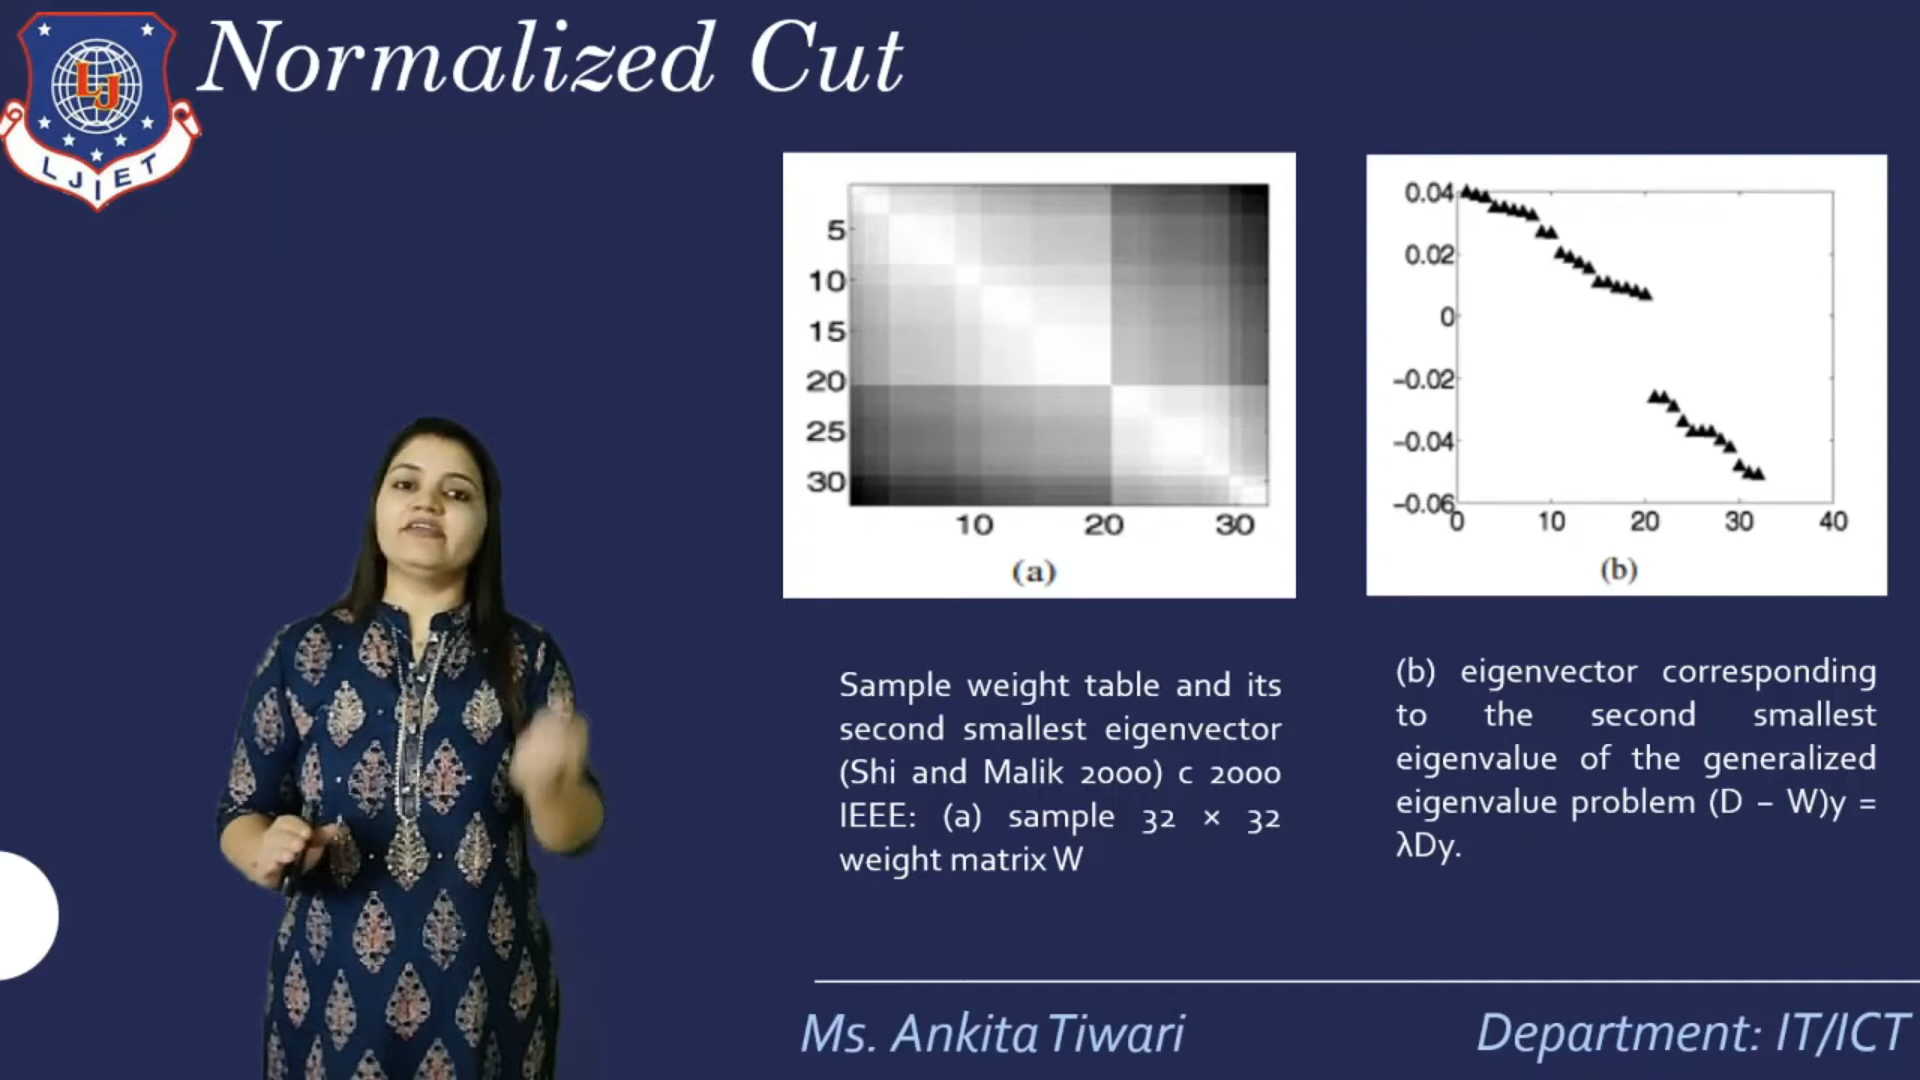 Normalized Cut
LJ
LJIET
5
10
15
20
25
30
10 20 30
(a)
0.04
0.02
0
−0.02
−0.04
−0.06
0 10 20 30 40
(b)
Sample weight table and its
second smallest eigenvector
(Shi and Malik 2000) c 2000
IEEE: (a) sample 32 × 32
weight matrix W
(b) eigenvector corresponding
to the second smallest
eigenvalue of the generalized
eigenvalue problem (D – W)y =
λDy.
Ms. Ankita Tiwari
Department: IT/ICT